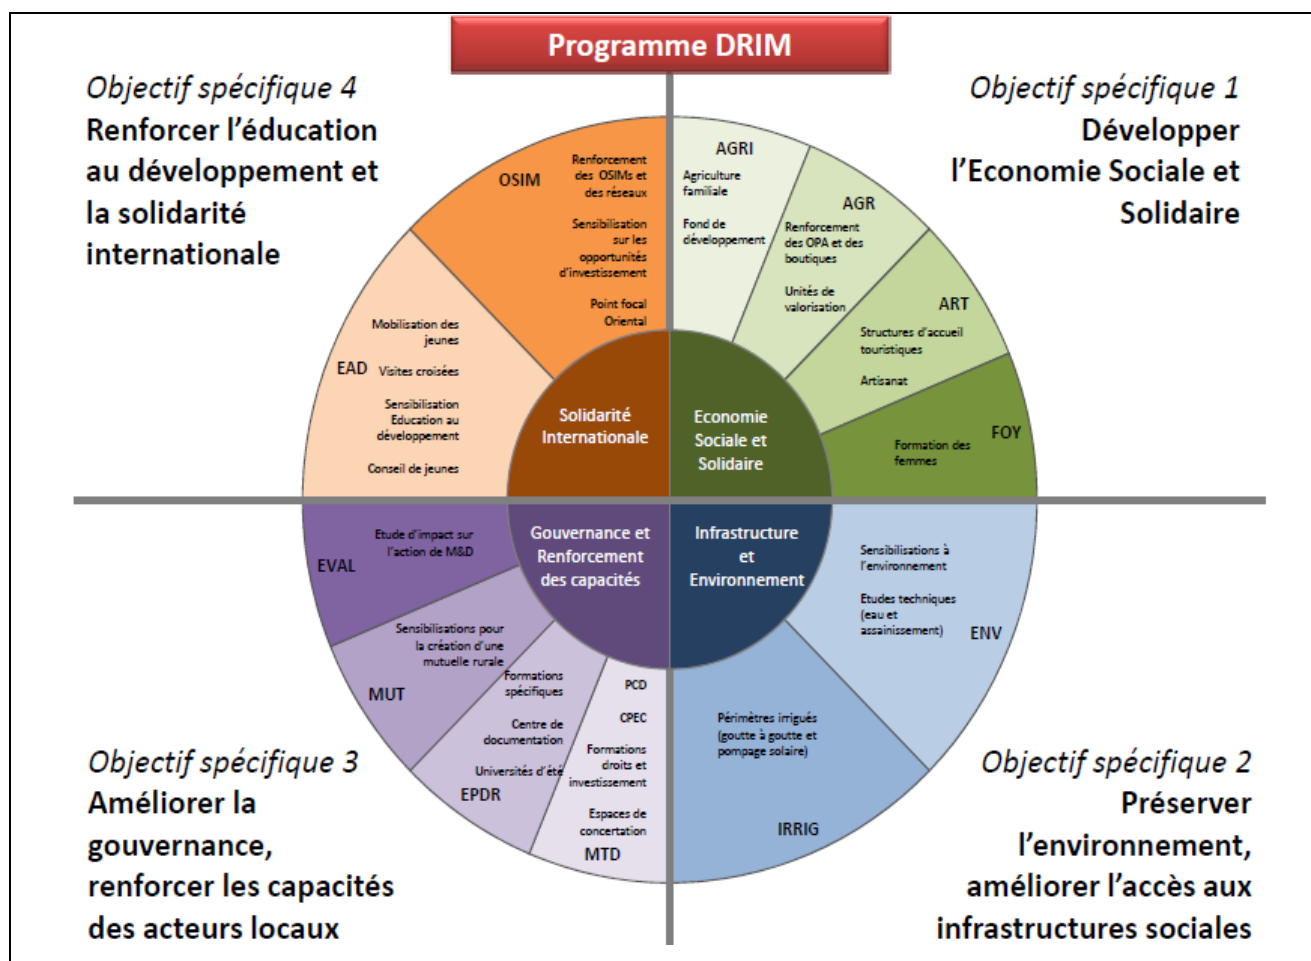 Programme DRIM
Objectif spécifique 4
Renforcer l’éducation
au développement et
la solidarité
internationale
Objectif spécifique 1
Développer
l’Economie Sociale et
Solidaire
OSIM
Renforcement
des OSIMs et
des réseaux
Sensibilisation
sur les
opportunités
d’investissement
Point focal
Oriental
AGRI
Agriculture
familiale
Fond de
développement
AGR
Renforcement
des OPA et des
boutiques
Unités de
valorisation
ART
Structures d’accueil
touristiques
Artisanat
FOY
Formation des
femmes
EAD
Mobilisation des
jeunes
Visites croisées
Sensibilisation
Education au
développement
Conseil de jeunes
Solidarité
Internationale
Economie
Sociale et
Solidaire
Gouvernance et
Renforcement
des capacités
Infrastructure
et
Environnement
EVAL
Etude d’impact sur
l’action de M&D
MUT
Sensibilisations pour
la création d’une
mutuelle rurale
EPDR
Formations
spécifiques
Centre de
documentation
Universités d’été
MTD
PCD
CPEC
Formations
droits et
investissement
Espaces de
concertation
ENV
Sensibilisations à
l’environnement
Etudes techniques
(eau et
assainissement)
IRRIG
Périmètres irrigués
(goutte à goutte et
pompage solaire)
Objectif spécifique 3
Améliorer la
gouvernance,
renforcer les capacités
des acteurs locaux
Objectif spécifique 2
Préserver
l’environnement,
améliorer l’accès aux
infrastructures sociales